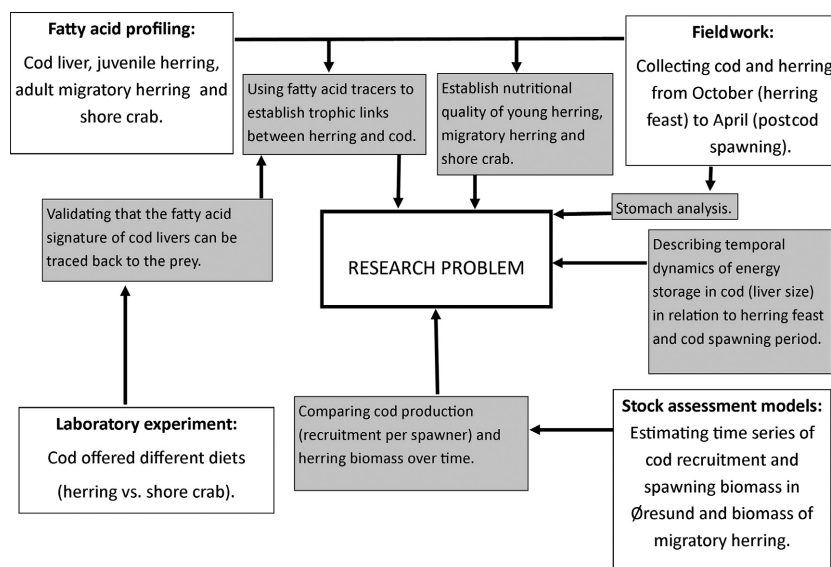 Fatty acid profiling:
Cod liver, juvenile herring,
adult migratory herring and
shore crab.
Using fatty acid tracers to
establish trophic links
between herring and cod.
Establish nutritional
quality of young herring,
migratory herring and
shore crab.
Fieldwork:
Collecting cod and herring
from October (herring
feast) to April (postcod
spawning).
Stomach analysis.
Validating that the fatty acid
signature of cod livers can be
traced back to the prey.
RESEARCH PROBLEM
Describing temporal
dynamics of energy
storage in cod (liver size)
in relation to herring feast
and cod spawning period.
Laboratory experiment:
Cod offered different diets
(herring vs. shore crab).
Comparing cod production
(recruitment per spawner) and
herring biomass over time.
Stock assessment models:
Estimating time series of
cod recruitment and
spawning biomass in
Øresund and biomass of
migratory herring.